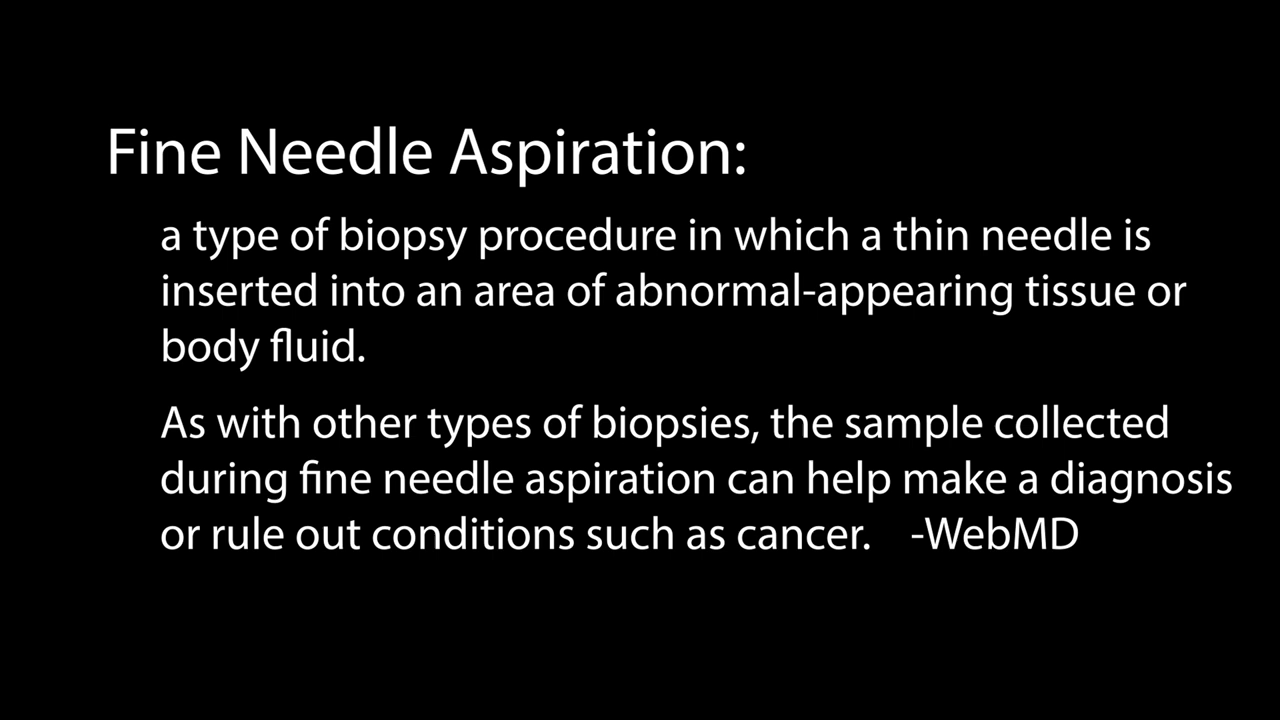 Fine Needle Aspiration:
a type of biopsy procedure in which a thin needle is
inserted into an area of abnormal-appearing tissue or
body fluid.
As with other types of biopsies, the sample collected
during fine needle aspiration can help make a diagnosis
or rule out conditions such as cancer. -WebMD